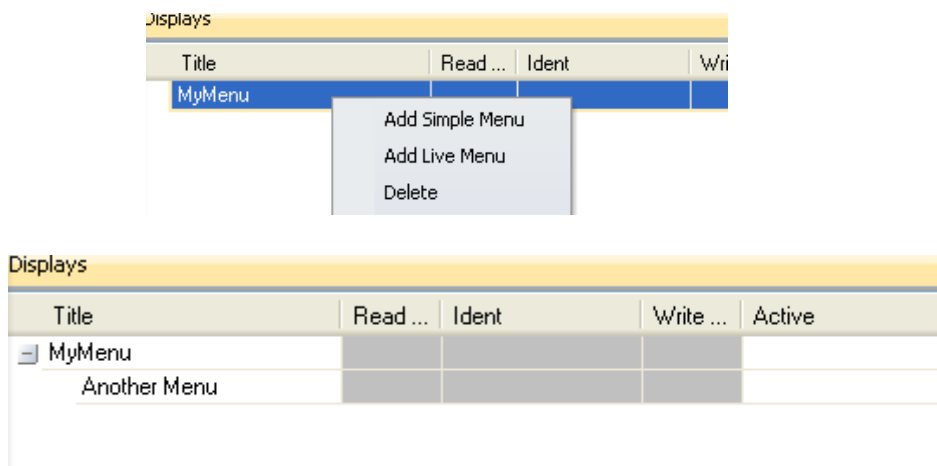 Displays
Title Read ... Ident Wri
MyMenu
Add Simple Menu
Add Live Menu
Delete
Displays
Title Read ... Ident Write ... Active
MyMenu
Another Menu